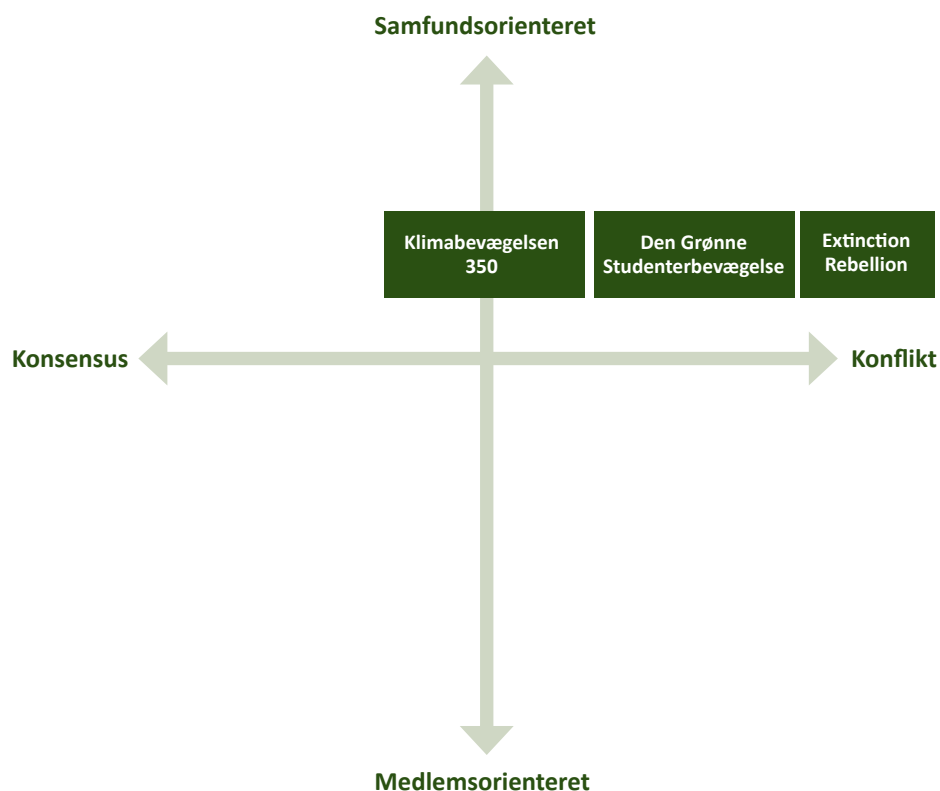 Samfundsorienteret
Klimabevægelsen
350
Den Grønne
Studenterbevægelse
Extinction
Rebellion
Konsensus
Konflikt
Medlemsorienteret